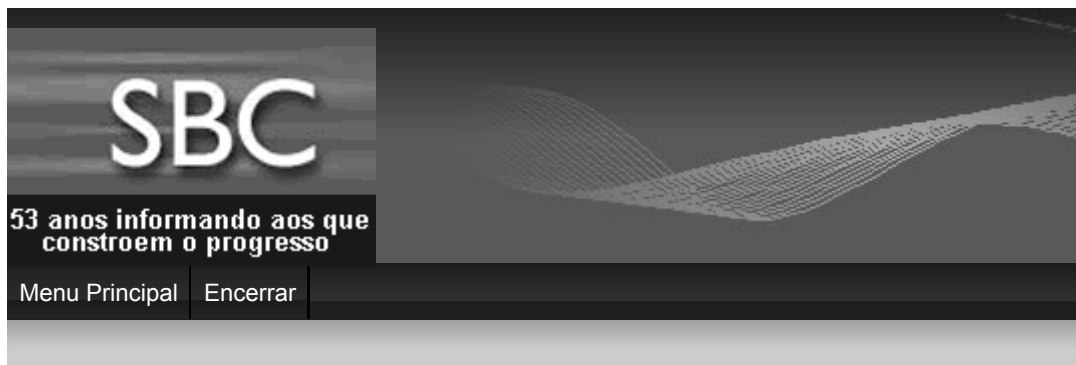 SBC
53 anos informando aos que
constroem o progresso
Menu Principal Encerrar